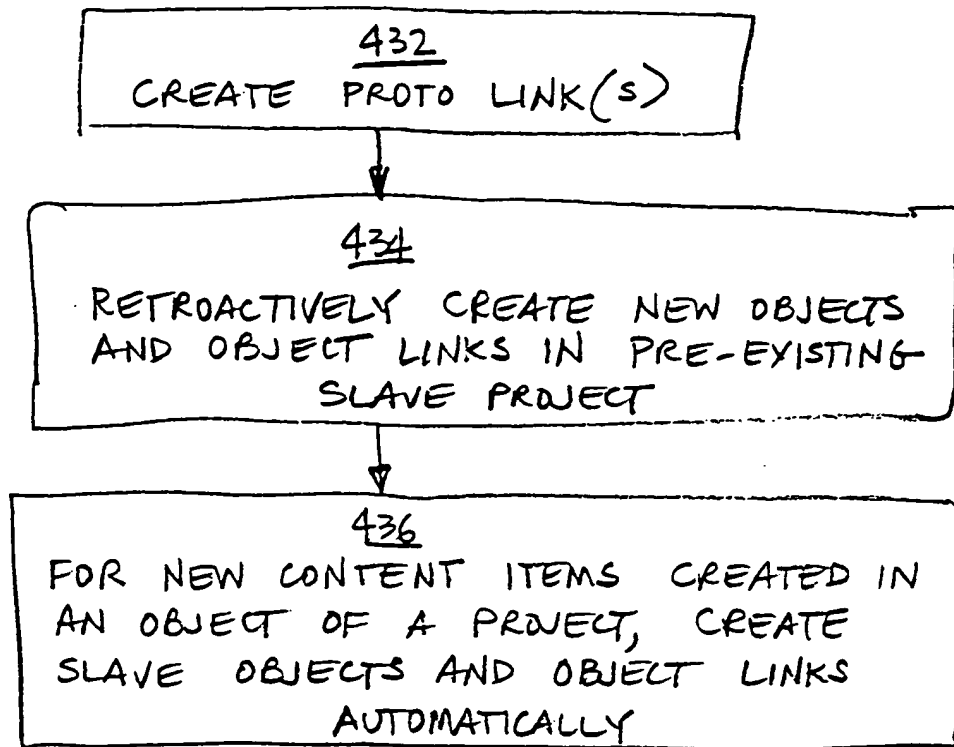 432
CREATE PROTO LINK(S)
434
RETROACTIVELY CREATE NEW OBJECTS
AND OBJECT LINKS IN PRE-EXISTING
SLAVE PROJECT
436
FOR NEW CONTENT ITEMS CREATED IN
AN OBJECT OF A PROJECT, CREATE
SLAVE OBJECTS AND OBJECT LINKS
AUTOMATICALLY